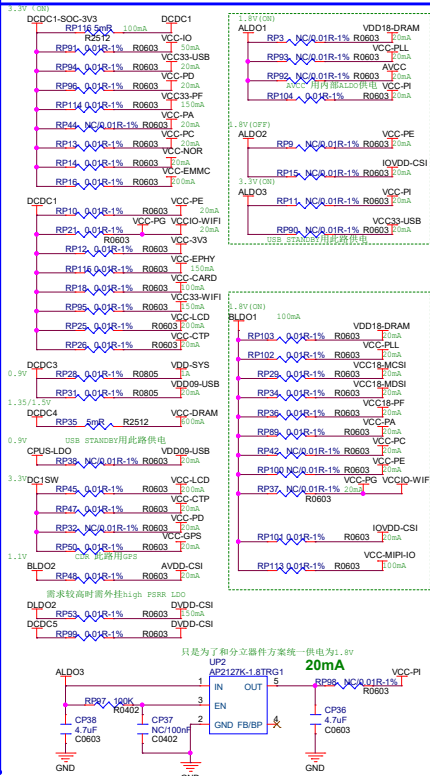 3.3V (ON)
DCDC1-SOC-3V3 DCDC1
RP116 5mR 100mA
R2512 VCC-IO
RP91 0.01R-1% R0603 50mA
VCC33-USB
RP94 0.01R-1% R0603 20mA
VCC-PD
RP96 0.01R-1% R0603 20mA
VCC33-PF
RP114 0.01R-1% R0603 150mA
VCC-PA
RP44 NC/0.01R-1% R0603 20mA
VCC-PC
RP13 0.01R-1% R0603 20mA
VCC-NOR
RP14 0.01R-1% R0603 20mA
VCC-EMMC
RP16 0.01R-1% R0603 200mA
DCDC1 VCC-PE
RP10 0.01R-1% R0603 20mA
VCC-PG VCCIO-WIFI
RP21 0.01R-1% 20mA
R0603 VCC-3V3
RP12 0.01R-1% R0603
VCC-EPHY
RP116 0.01R-1% R0603 150mA
VCC-CARD
RP18 0.01R-1% R0603 100mA
VCC33-WIFI
RP95 0.01R-1% R0603 150mA
VCC-LCD
RP25 0.01R-1% R0603 200mA
VCC-CTP
RP26 0.01R-1% R0603 20mA
DCDC3 VDD-SYS
0.9V RP28 0.01R-1% R0805 1A
VDD09-USB
RP31 0.01R-1% R0805 20mA
1.35/1.5V
DCDC4 VCC-DRAM
RP35 5mR R2512 600mA
0.9V USB STANDBY用此路供电
CPUS-LDO VDD09-USB
RP38 NC/0.01R-1% R0603 20mA
3.3V DC1SW VCC-LCD
RP45 0.01R-1% R0603 200mA
VCC-CTP
RP47 0.01R-1% R0603 20mA
VCC-PD
RP32 NC/0.01R-1% R0603 20mA
VCC-GPS
RP50 0.01R-1% R0603 20mA
CDR 此路用GPS
1.1V
BLDO2 AVDD-CSI
RP48 0.01R-1% R0603 20mA
需求较高时需外挂high PSRR LDO
DLDO2 DVDD-CSI
RP53 0.01R-1% R0603 150mA
DCDC5 DVDD-CSI
RP99 0.01R-1% R0603
1.8V(ON)
ALDO1 VDD18-DRAM
RP3 NC/0.01R-1% R0603 20mA
VCC-PLL
RP93 NC/0.01R-1% R0603 20mA
AVCC
RP92 NC/0.01R-1% R0603 20mA
AVCC 用内部ALDO供电 VCC-PI
RP104 0.01R-1% R0603 20mA
1.8V(OFF)
ALDO2 VCC-PE
RP9 NC/0.01R-1% R0603 20mA
IOVDD-CSI
RP15 NC/0.01R-1% R0603 20mA
3.3V(ON)
ALDO3 VCC-PI
RP11 NC/0.01R-1% R0603 20mA
VCC33-USB
RP90 NC/0.01R-1% R0603 20mA
USB STANDBY用此路供电
1.8V(ON)
BLDO1 100mA
VDD18-DRAM
RP103 0.01R-1% R0603 20mA
VCC-PLL
RP102 0.01R-1% R0603 20mA
VCC18-MCSI
RP29 0.01R-1% R0603 20mA
VCC18-MDSI
RP34 0.01R-1% R0603 20mA
VCC18-PF
RP36 0.01R-1% R0603 20mA
VCC-PA
RP89 0.01R-1% R0603 20mA
VCC-PC
RP42 NC/0.01R-1% R0603 20mA
VCC-PE
RP100 NC/0.01R-1% R0603 20mA
RP37 NC/0.01R-1% 20mA VCC-PG VCCIO-WIF
R0603
IOVDD-CSI
RP101 0.01R-1% R0603 20mA
VCC-MIPI-IO
RP113 0.01R-1% R0603 100mA
只是为了和分立器件方案统一供电为1.8V
UP2
AP2127K-1.8TRG1
20mA
ALDO3 VCC-PI
1 IN OUT 5 RP98 NC/0.01R-1%
R0603
RP97 100K 3 EN
R0402
2 GND FB/BP 4
CP38
4.7uF
C0603
CP37
NC/100nF
C0402
CP36
4.7uF
C0603
GND
GND
GND